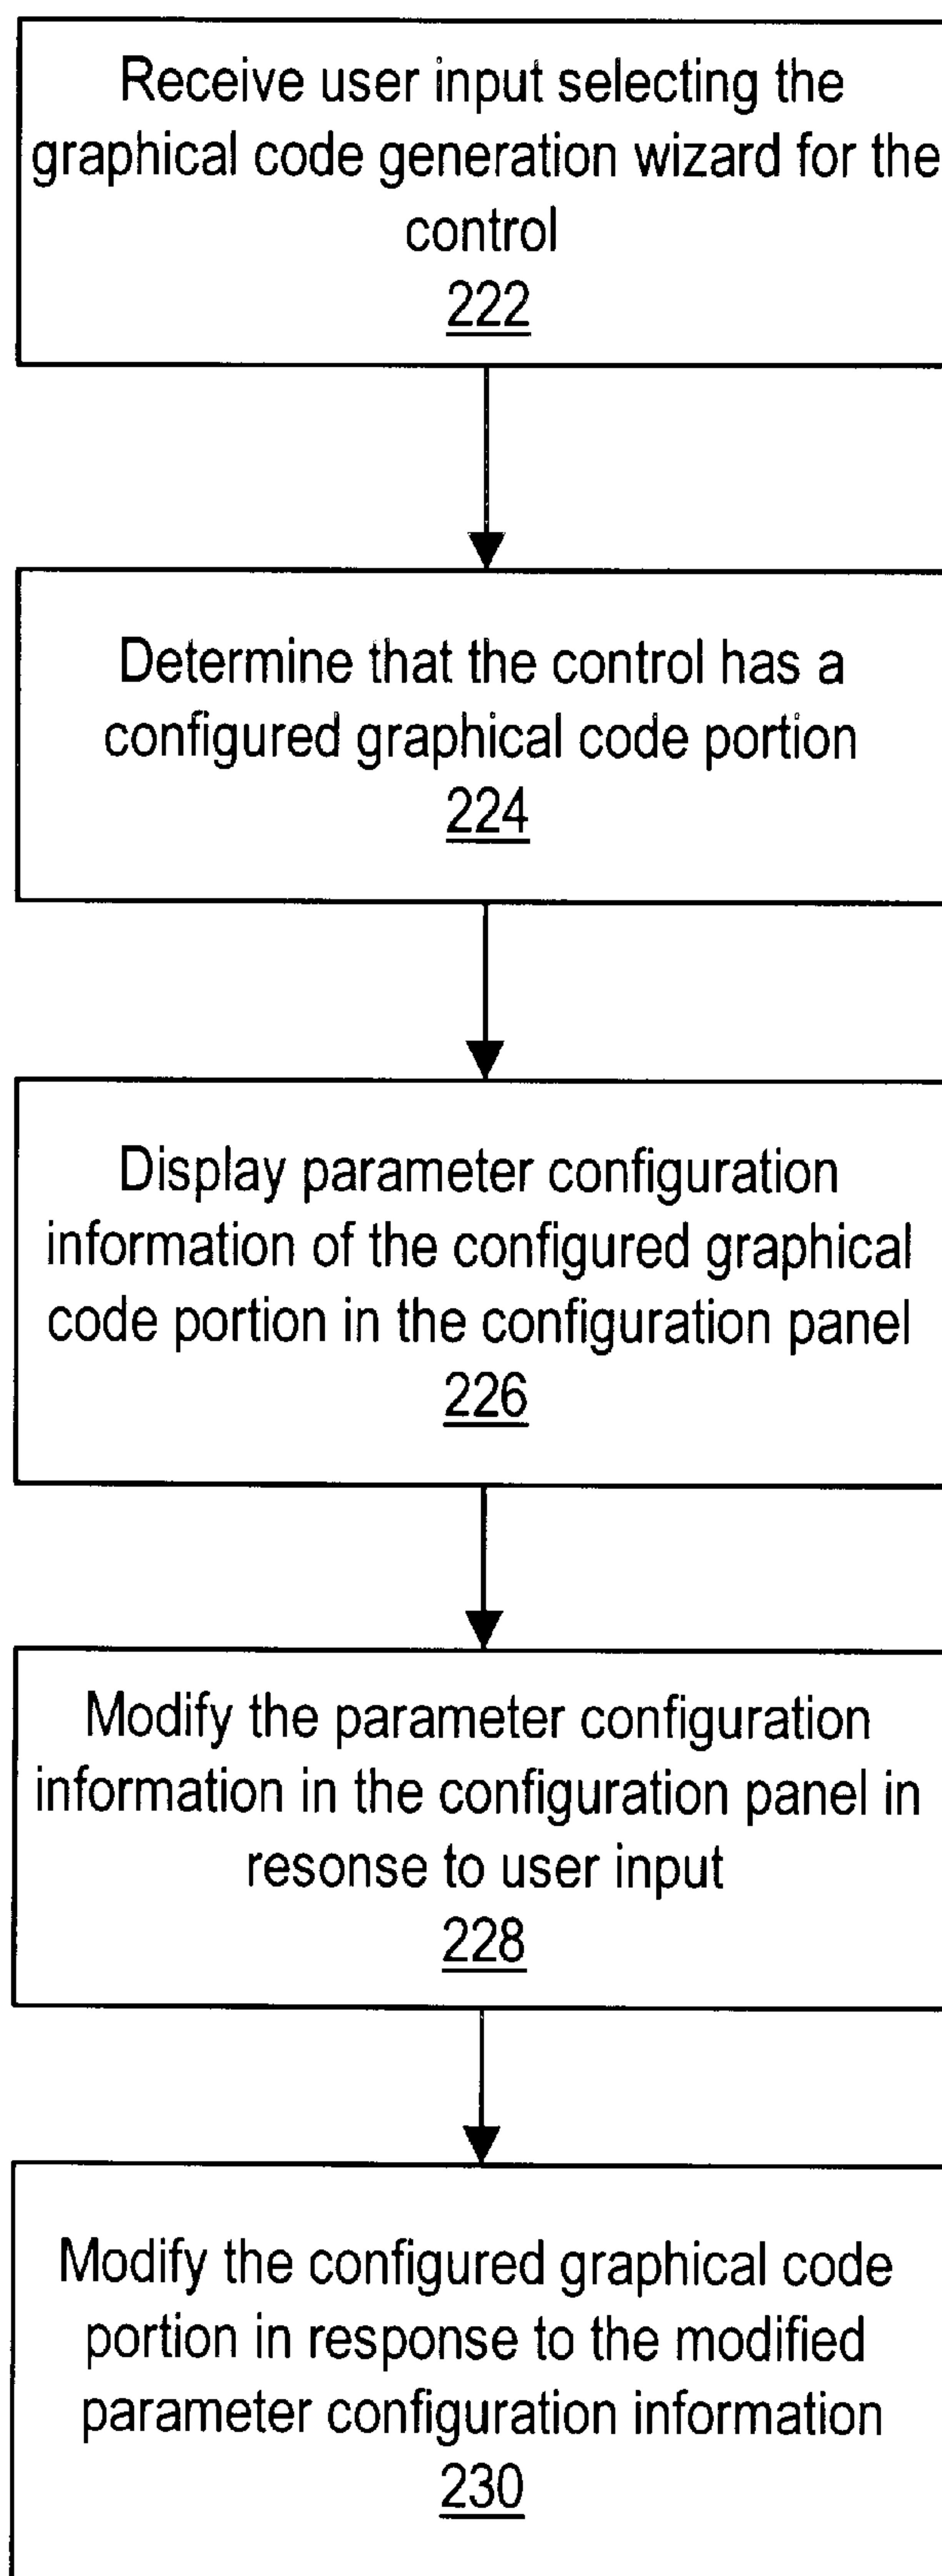 Receive user input selecting the
graphical code generation wizard for the
control
222
Determine that the control has a
configured graphical code portion
224
Display parameter configuration
information of the configured graphical
code portion in the configuration panel
226
Modify the parameter configuration
information in the configuration panel in
resonse to user input
228
Modify the configured graphical code
portion in response to the modified
parameter configuration information
230